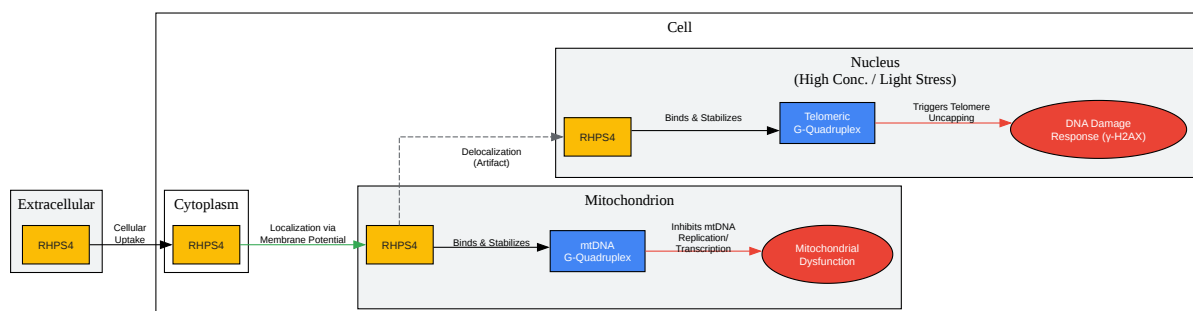 Cell
Nucleus
(High Conc. / Light Stress)
RHPS4
Binds & Stabilizes
Telomeric
G-Quadruplex
Triggers Telomere
Uncapping
DNA Damage
Response (γ-H2AX)
Delocalization
(Artifact)
Extracellular
RHPS4
Cellular
Uptake
Cytoplasm
RHPS4
Localization via
Membrane Potential
Mitochondrion
RHPS4
Binds & Stabilizes
mtDNA
G-Quadruplex
Inhibits mtDNA
Replication/
Transcription
Mitochondrial
Dysfunction